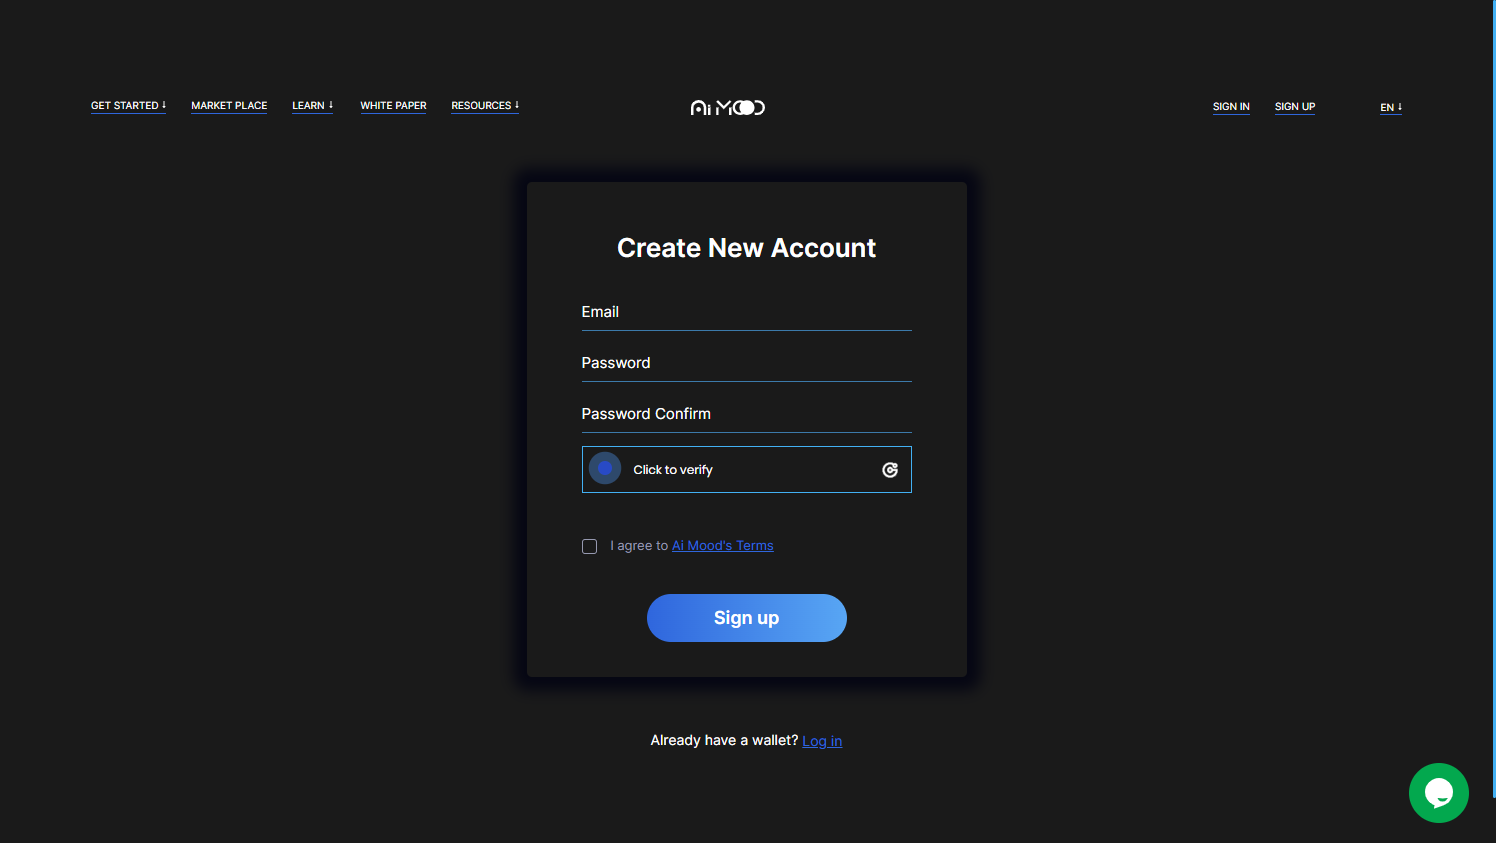 GET STARTED MARKET PLACE LEARN WHITE PAPER RESOURCES Ai MOOD SIGN IN SIGN UP EN
Create New Account
Email
Password
Password Confirm
Click to verify
I agree to Ai Mood's Terms
Sign up
Already have a wallet? Log in